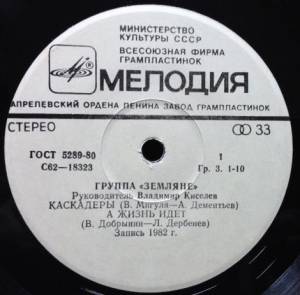 МИНИСТЕРСТВО
КУЛЬТУРЫ СССР
ВСЕСОЮЗНАЯ ФИРМА
ГРАМПЛАСТИНОК
МЕЛОДИЯ
АПРЕЛЕВСКИЙ ОРДЕНА ЛЕНИНА ЗАВОД ГРАМПЛАСТИНОК
СТЕРЕО 33
ГОСТ 5289-80 1
С62—18323 Гр. 3. 1-10
ГРУППА «ЗЕМЛЯНЕ»
Руководитель Владимир Киселев
КАСКАДЕРЫ (В. Мигуля—А. Дементьев)
А ЖИЗНЬ ИДЕТ
(В. Добрынин—Л. Дербенев)
Запись 1982 г.